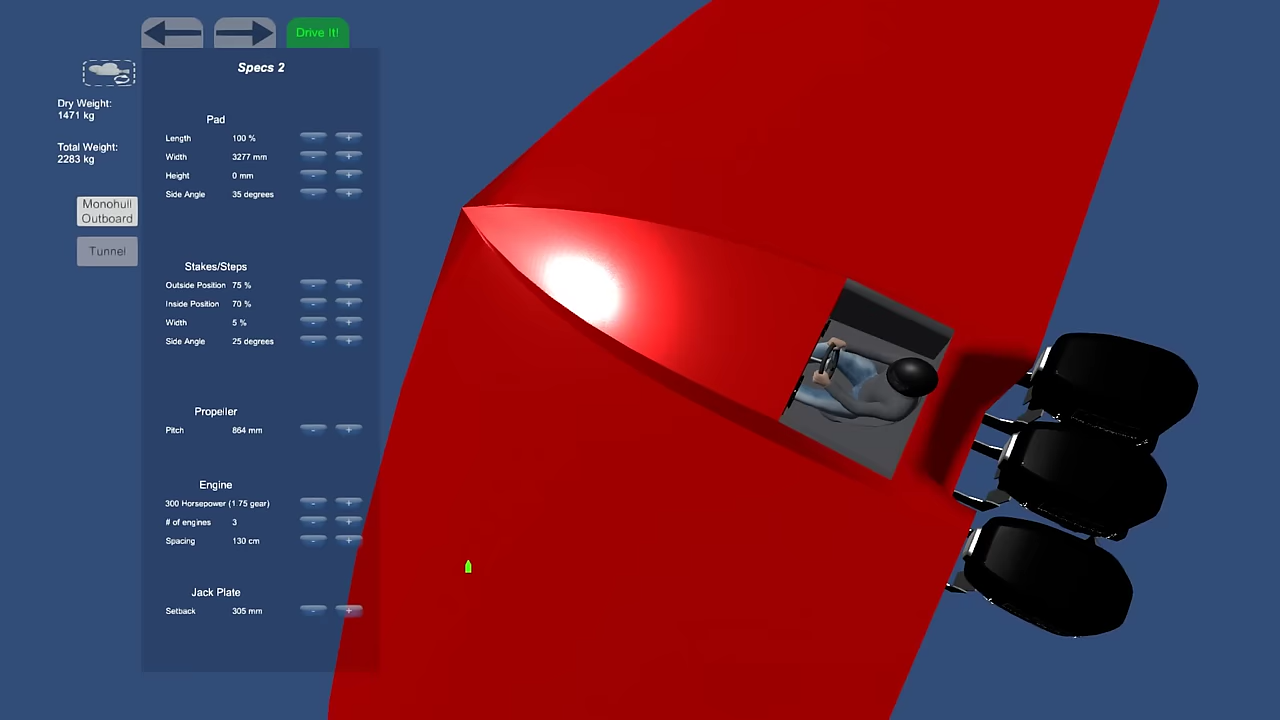 Drive It!
Specs 2
Dry Weight:
1471 kg
Total Weight:
2283 kg
Monohull
Outboard
Tunnel
Pad
Length 100 % - +
Width 3277 mm - +
Height 0 mm - +
Side Angle 35 degrees - +
Stakes/Steps
Outside Position 75 % - +
Inside Position 70 % - +
Width 5 % - +
Side Angle 25 degrees - +
Propeller
Pitch 864 mm - +
Engine
300 Horsepower (1.75 gear) - +
# of engines 3 - +
Spacing 130 cm - +
Jack Plate
Setback 305 mm - +